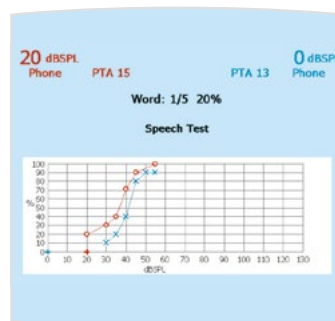 20 dBSPL 0 dBSP
Phone PTA 15 PTA 13 Phone
Word: 1/5 20%
Speech Test
100
90
80
70
60
50
40
30
20
10
0
%
0 10 20 30 40 50 60 70 80 90 100 110 120 130
dBSPL